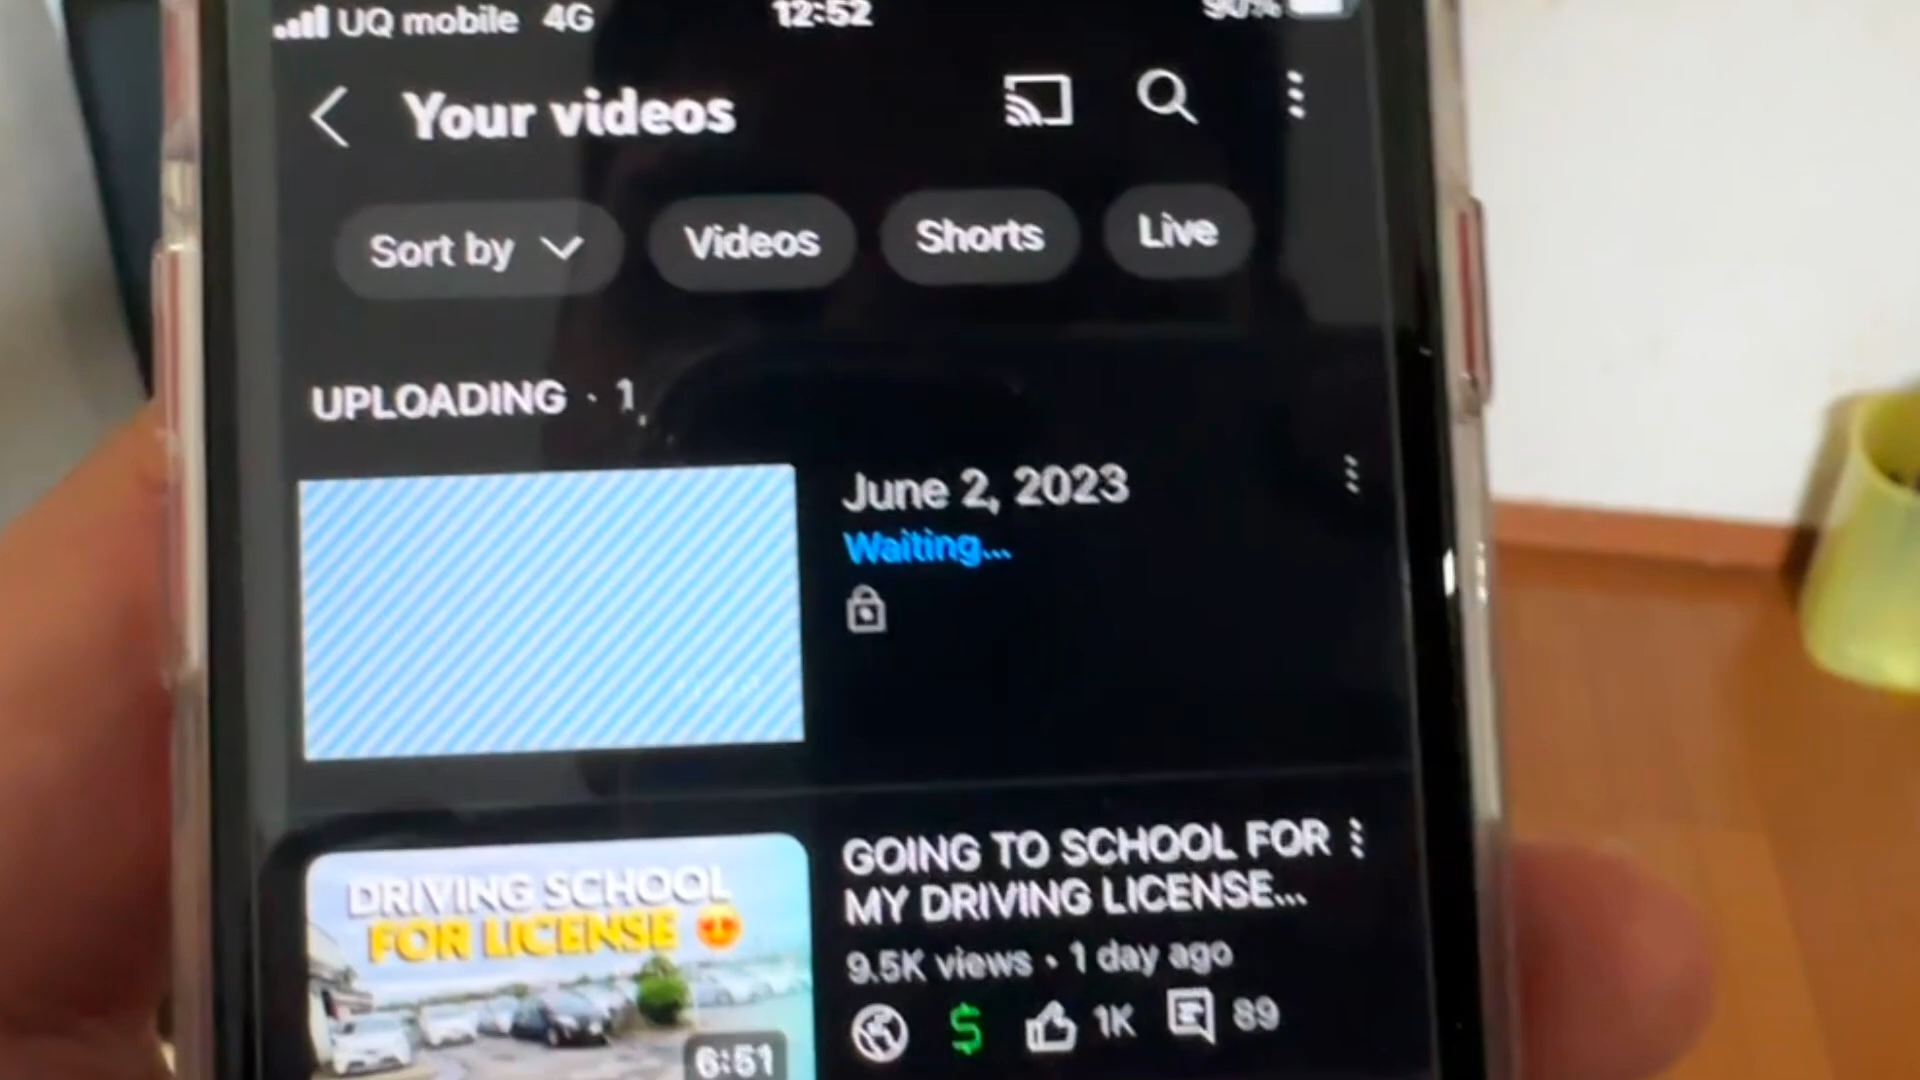 UQ mobile 4G 12:52 90%
Your videos
Sort by Videos Shorts Live
UPLOADING · 1
June 2, 2023
Waiting...
GOING TO SCHOOL FOR
MY DRIVING LICENSE...
9.5K views · 1 day ago
$ 1K 89
DRIVING SCHOOL
FOR LICENSE
6:51